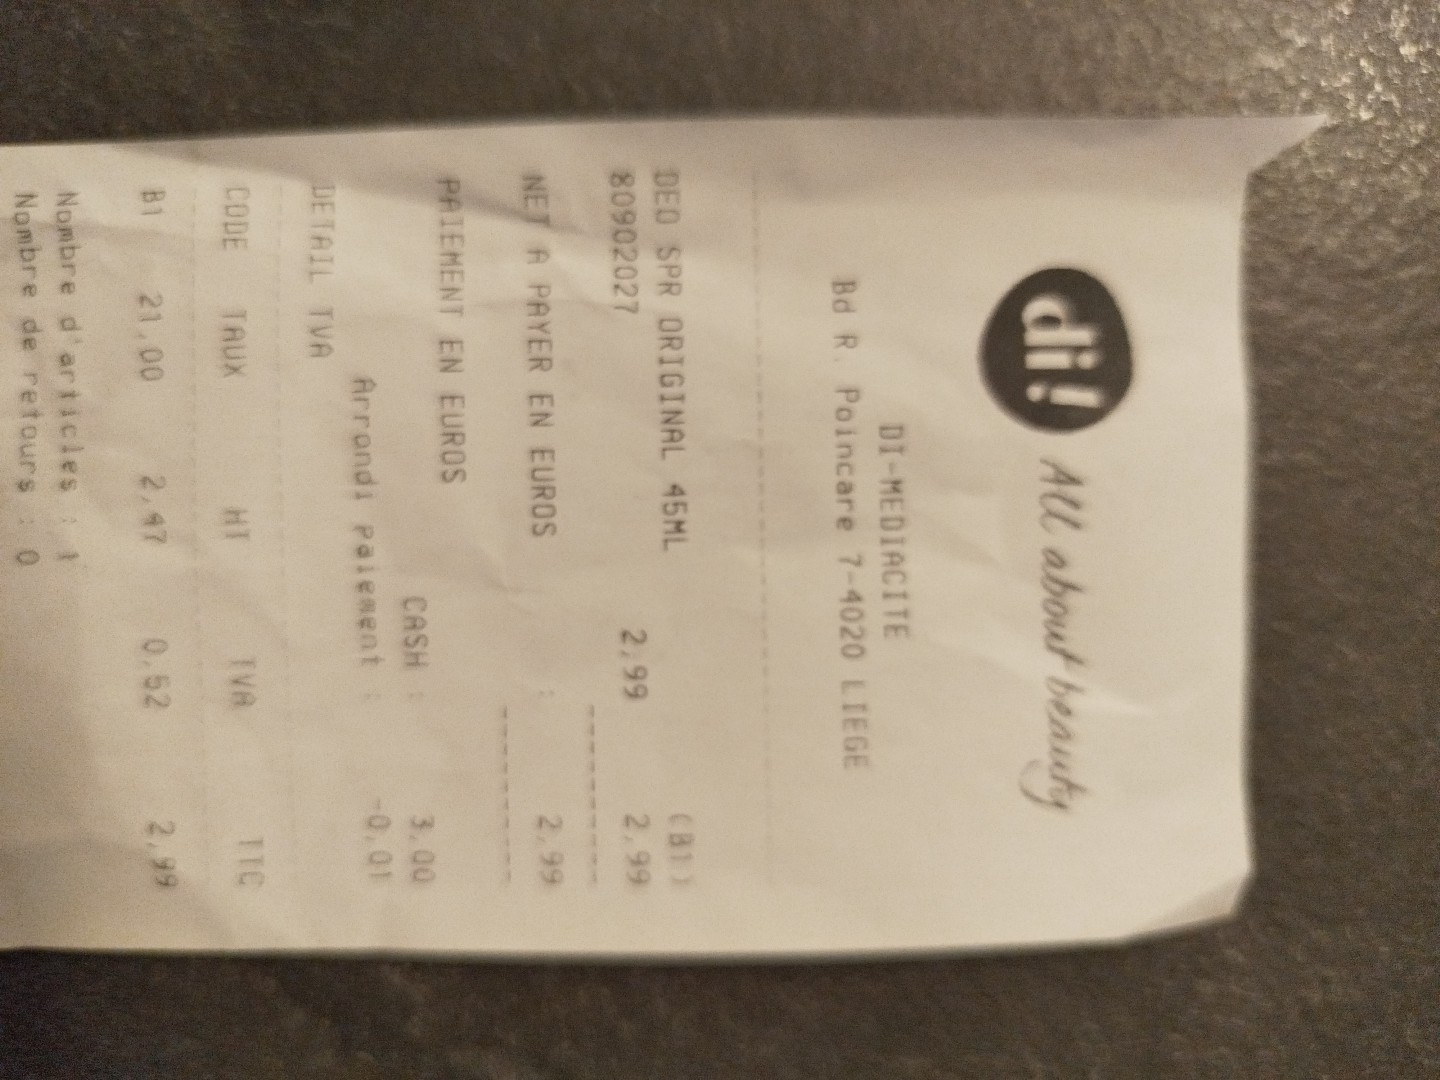 di!
All about beauty
DI-MEDIACITE
Bd R. Poincare 7-4020 LIEGE
DEO SPR ORIGINAL 45ML (B1)
80902027 2,99 2,99
NET A PAYER EN EUROS : 2,99
PAIEMENT EN EUROS
CASH : 3,00
Arrondi paiement : -0,01
DETAIL TVA
CODE TAUX HT TVA TTC
B1 21,00 2,47 0,52 2,99
Nombre d'articles : 1
Nombre de retours : 0